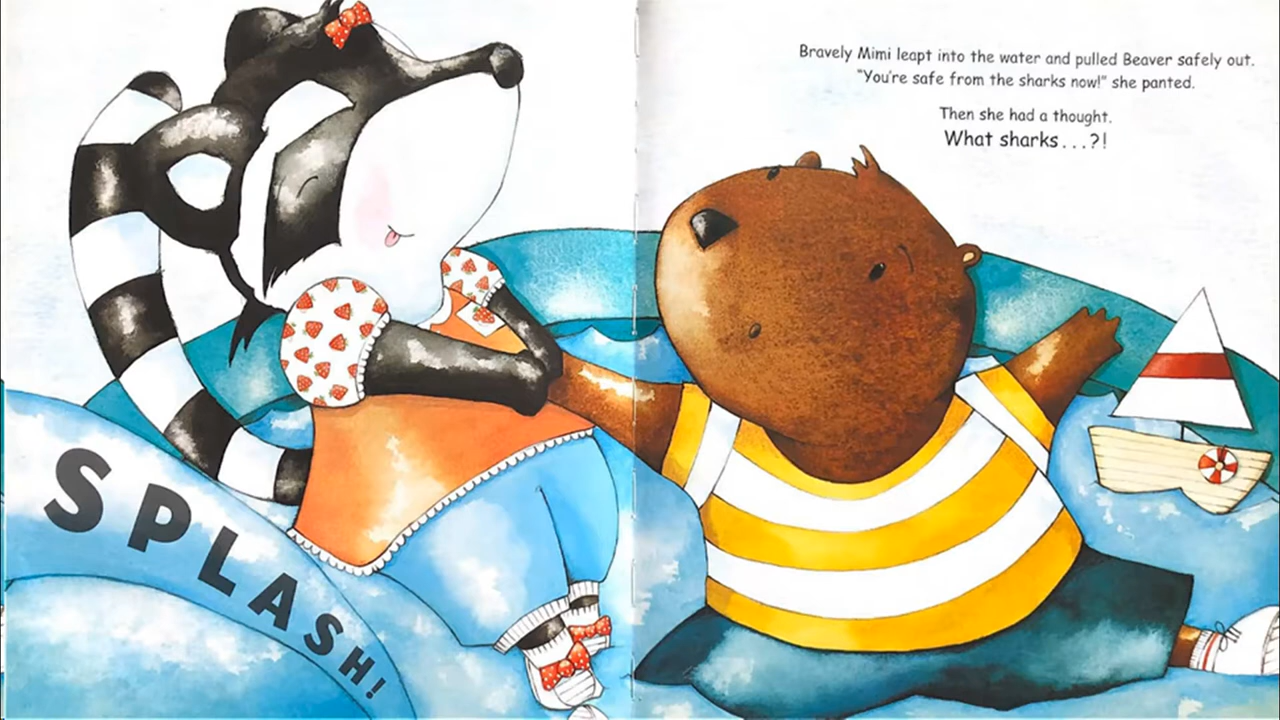 SPLASH!
Bravely Mimi leapt into the water and pulled Beaver safely out.
"You're safe from the sharks now!" she panted.
Then she had a thought.
What sharks...?!